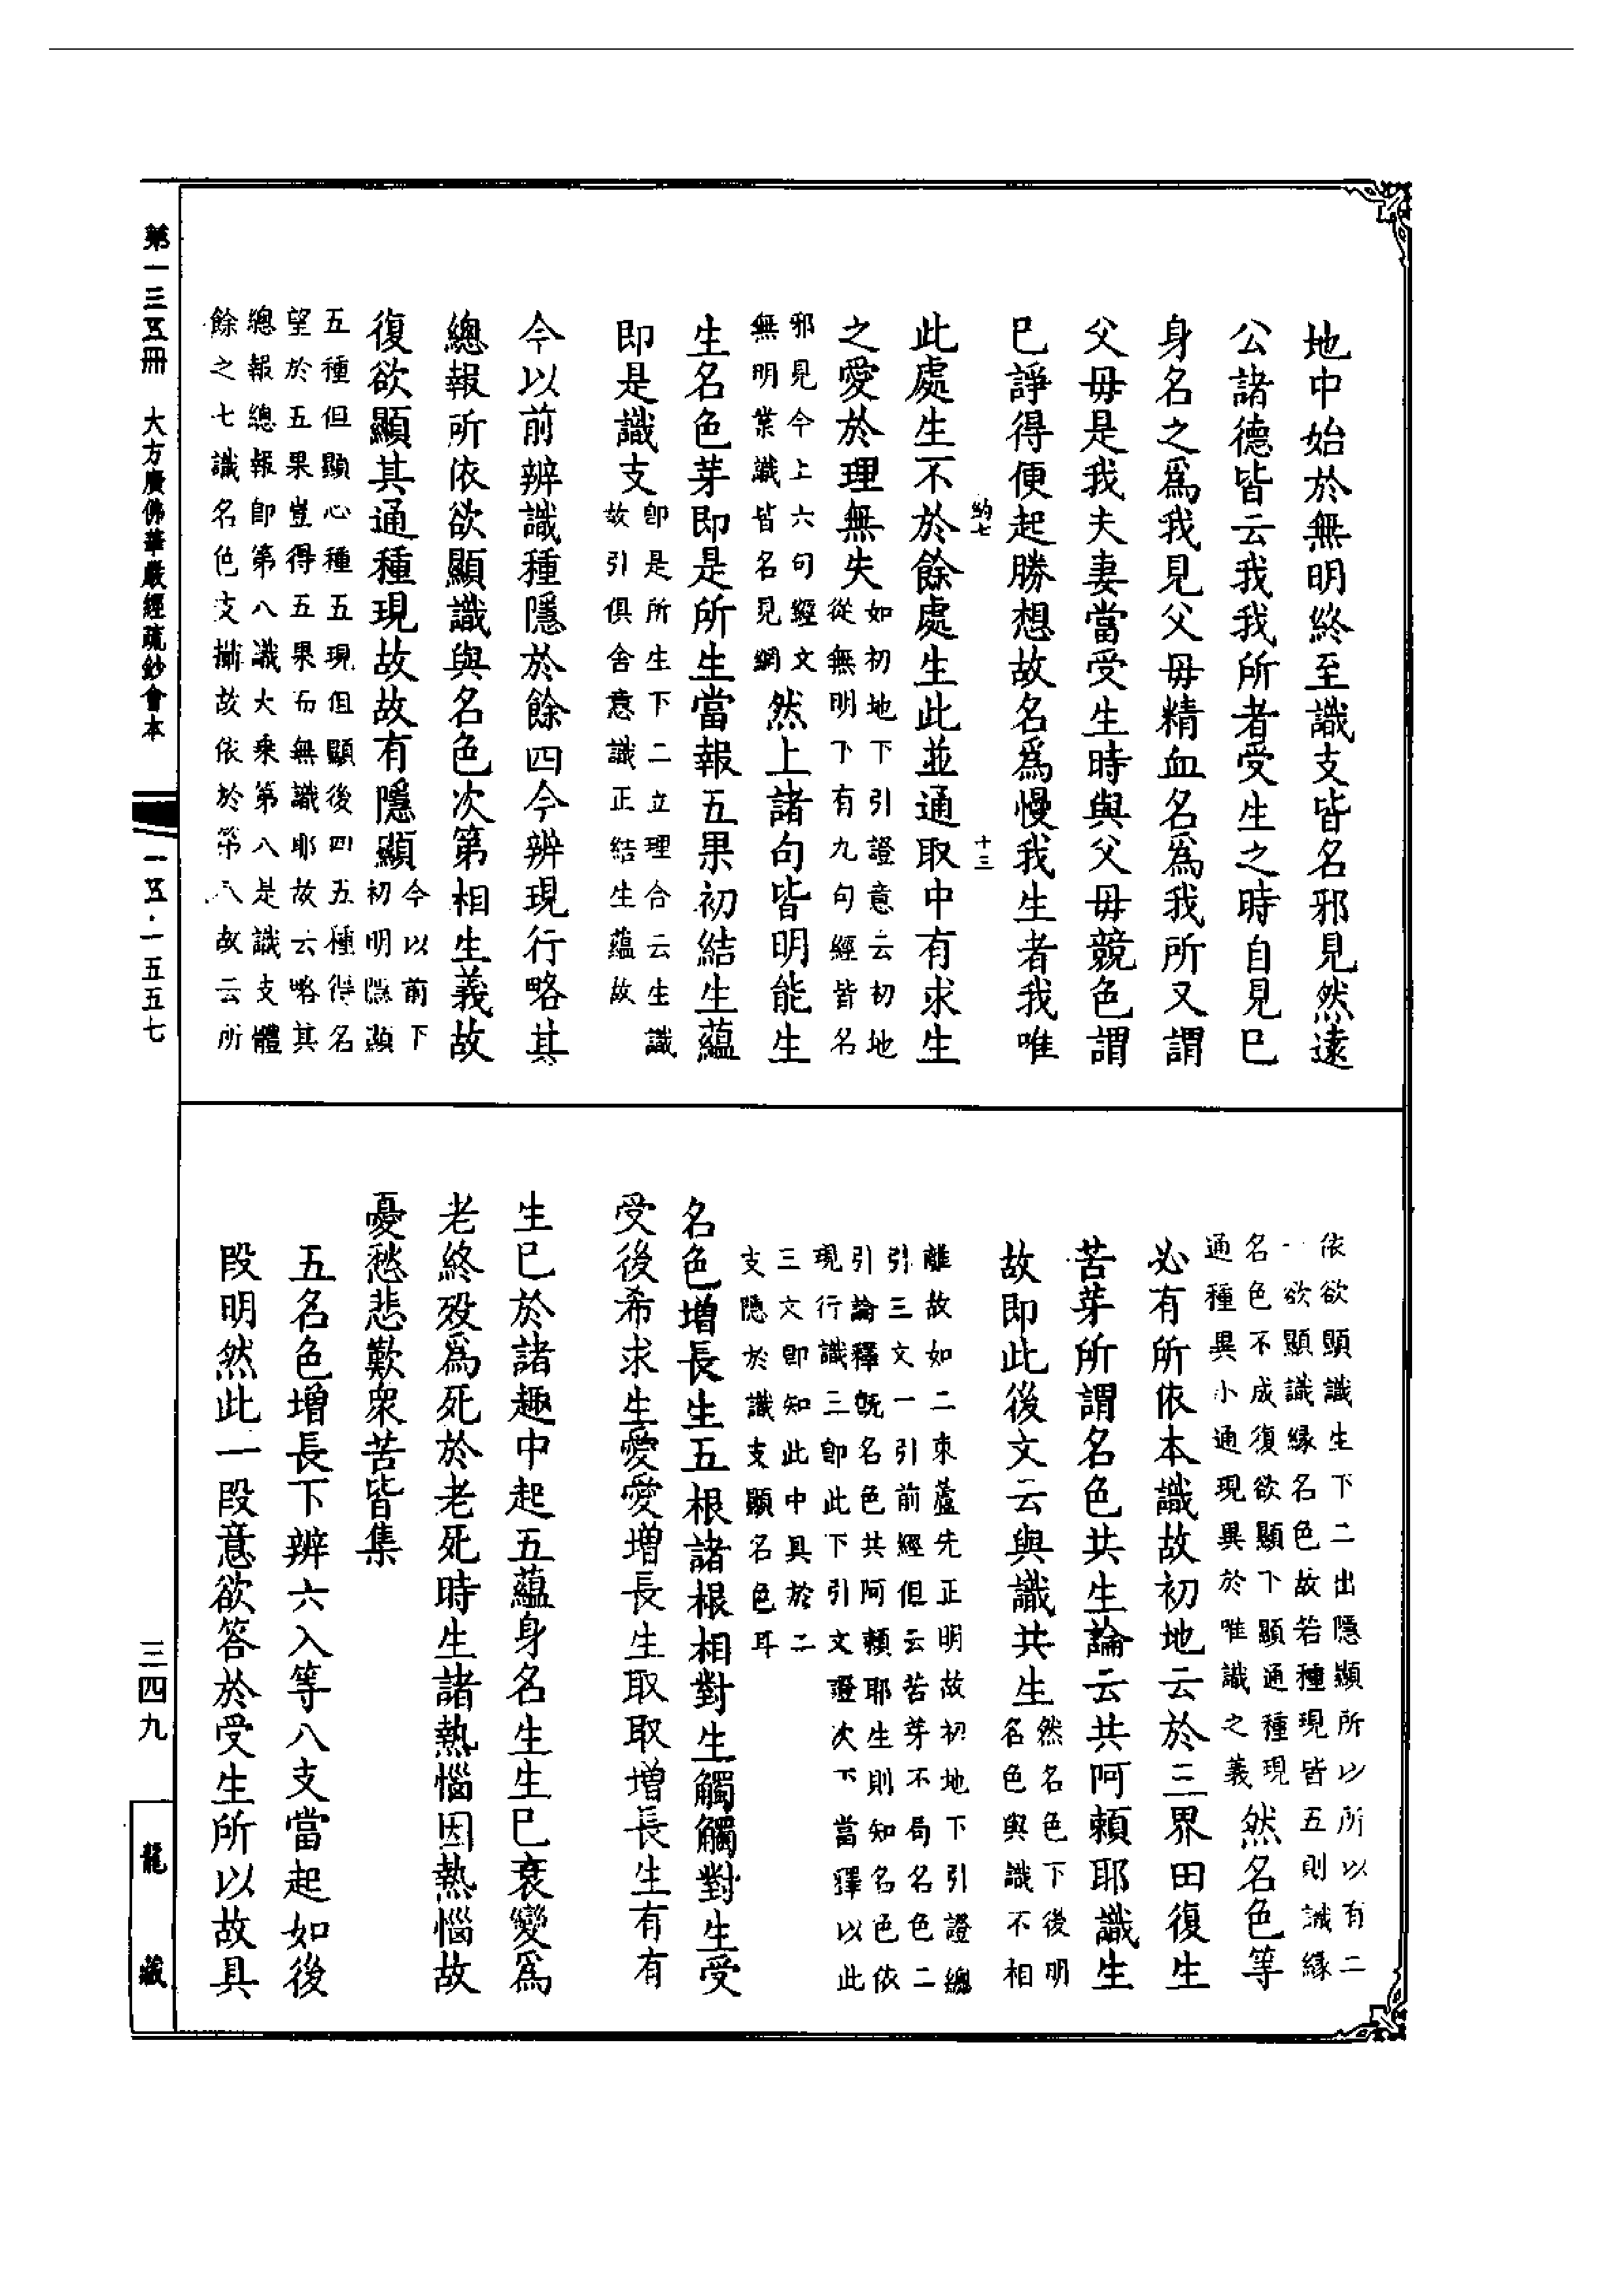 地中始於無明終至識支皆名邪見然遠
公諸德皆云我我所者受生之時自見已
身名之為我見父母精血名為我所又謂
父母是我夫妻當受生時與父母競色謂
已諍得便起勝想故名為慢我生者我唯
約七
十三
此處生不於餘處生此並通取中有求生
之愛於理無失
如初地下引證意云初地
從無明下有九句經皆名
邪見今上六句經文
無明業識皆名見網
然上諸句皆明能生
生名色芽即是所生當報五果初結生蘊
即是識支
即是所生下二立理合云生識
故引俱舍意識正結生蘊故
今以前辨識種隱於餘四今辨現行略其
總報所依欲顯識與名色次第相生義故
復欲顯其通種現故故有隱顯
今以前下
初明隱顯
五種但顯心種五現但顯後四五種得名
望於五果豈得五果而無識耶故云略其
總報總報即第八識大乘第八是識支體
餘之七識名色支攝故依於第八故云所
依欲顯識生下二出隱顯所以所以有二
一欲顯識緣名色故若種現皆五則識緣
名色不成復欲顯下顯通種現
通種異小通現異於唯識之義
然名色等
必有所依本識故初地云於三界田復生
苦芽所謂名色共生論云共阿賴耶識生
故即此後文云與識共生
然名色下後明
名色與識不相
離故如二束蘆先正明故初地下引證總
引三文一引前經但云苦芽不局名色二
引論釋既名色共阿賴耶生則知名色依
現行識三即此下引文證次下當釋以此
三文即知此中具於二
支隱於識支顯名色耳
名色增長生五根諸根相對生觸觸對生受
受後希求生愛愛增長生取取增長生有有
生已於諸趣中起五蘊身名生生已衰變為
老終歿為死於老死時生諸熱惱因熱惱故
憂愁悲歎衆苦皆集
五名色增長下辨六入等八支當起如後
段明然此一段意欲答於受生所以故具
第一三五冊 大方廣佛華嚴經疏鈔會本
一五·一五五七
三四九
龍藏